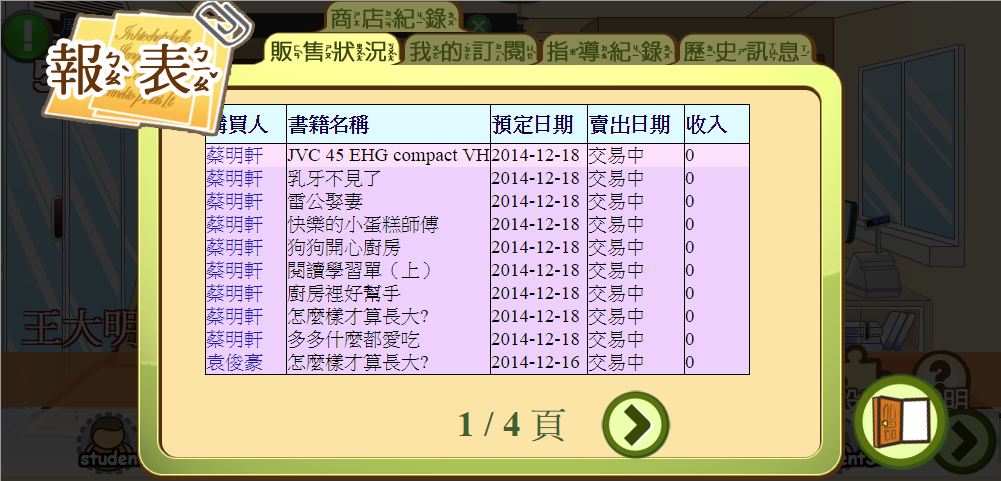 商店紀錄
報表
販售狀況 我的訂閱 指導紀錄 歷史訊息
購買人 書籍名稱 預定日期 賣出日期 收入
蔡明軒 JVC 45 EHG compact VH 2014-12-18 交易中 0
蔡明軒 乳牙不見了 2014-12-18 交易中 0
蔡明軒 雷公娶妻 2014-12-18 交易中 0
蔡明軒 快樂的小蛋糕師傅 2014-12-18 交易中 0
蔡明軒 狗狗開心廚房 2014-12-18 交易中 0
蔡明軒 閱讀學習單（上） 2014-12-18 交易中 0
蔡明軒 廚房裡好幫手 2014-12-18 交易中 0
蔡明軒 怎麼樣才算長大? 2014-12-18 交易中 0
蔡明軒 多多什麼都愛吃 2014-12-18 交易中 0
袁俊豪 怎麼樣才算長大? 2014-12-16 交易中 0
王大明
1 / 4 頁
student
明